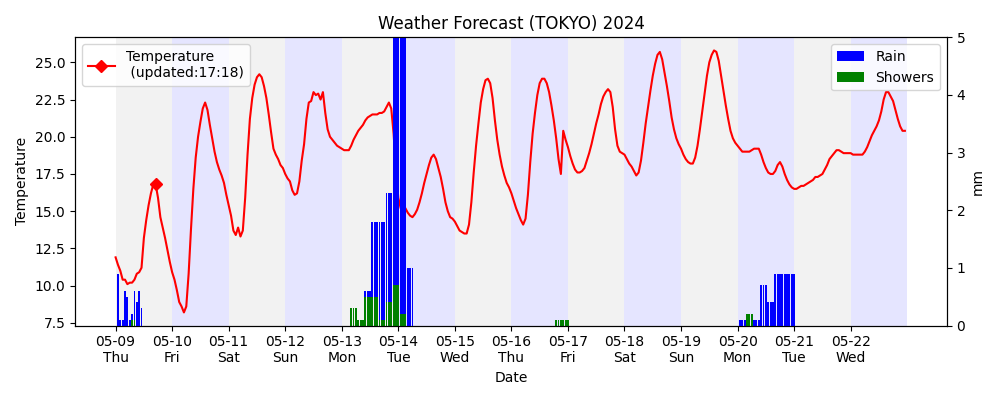 Weather Forecast (TOKYO) 2024
Temperature
(updated:17:18)
Rain
Showers
Temperature
25.0
22.5
20.0
17.5
15.0
12.5
10.0
7.5
5
4
3
2
1
0
mm
05-09 05-10 05-11 05-12 05-13 05-14 05-15 05-16 05-17 05-18 05-19 05-20 05-21 05-22
Thu Fri Sat Sun Mon Tue Wed Thu Fri Sat Sun Mon Tue Wed
Date